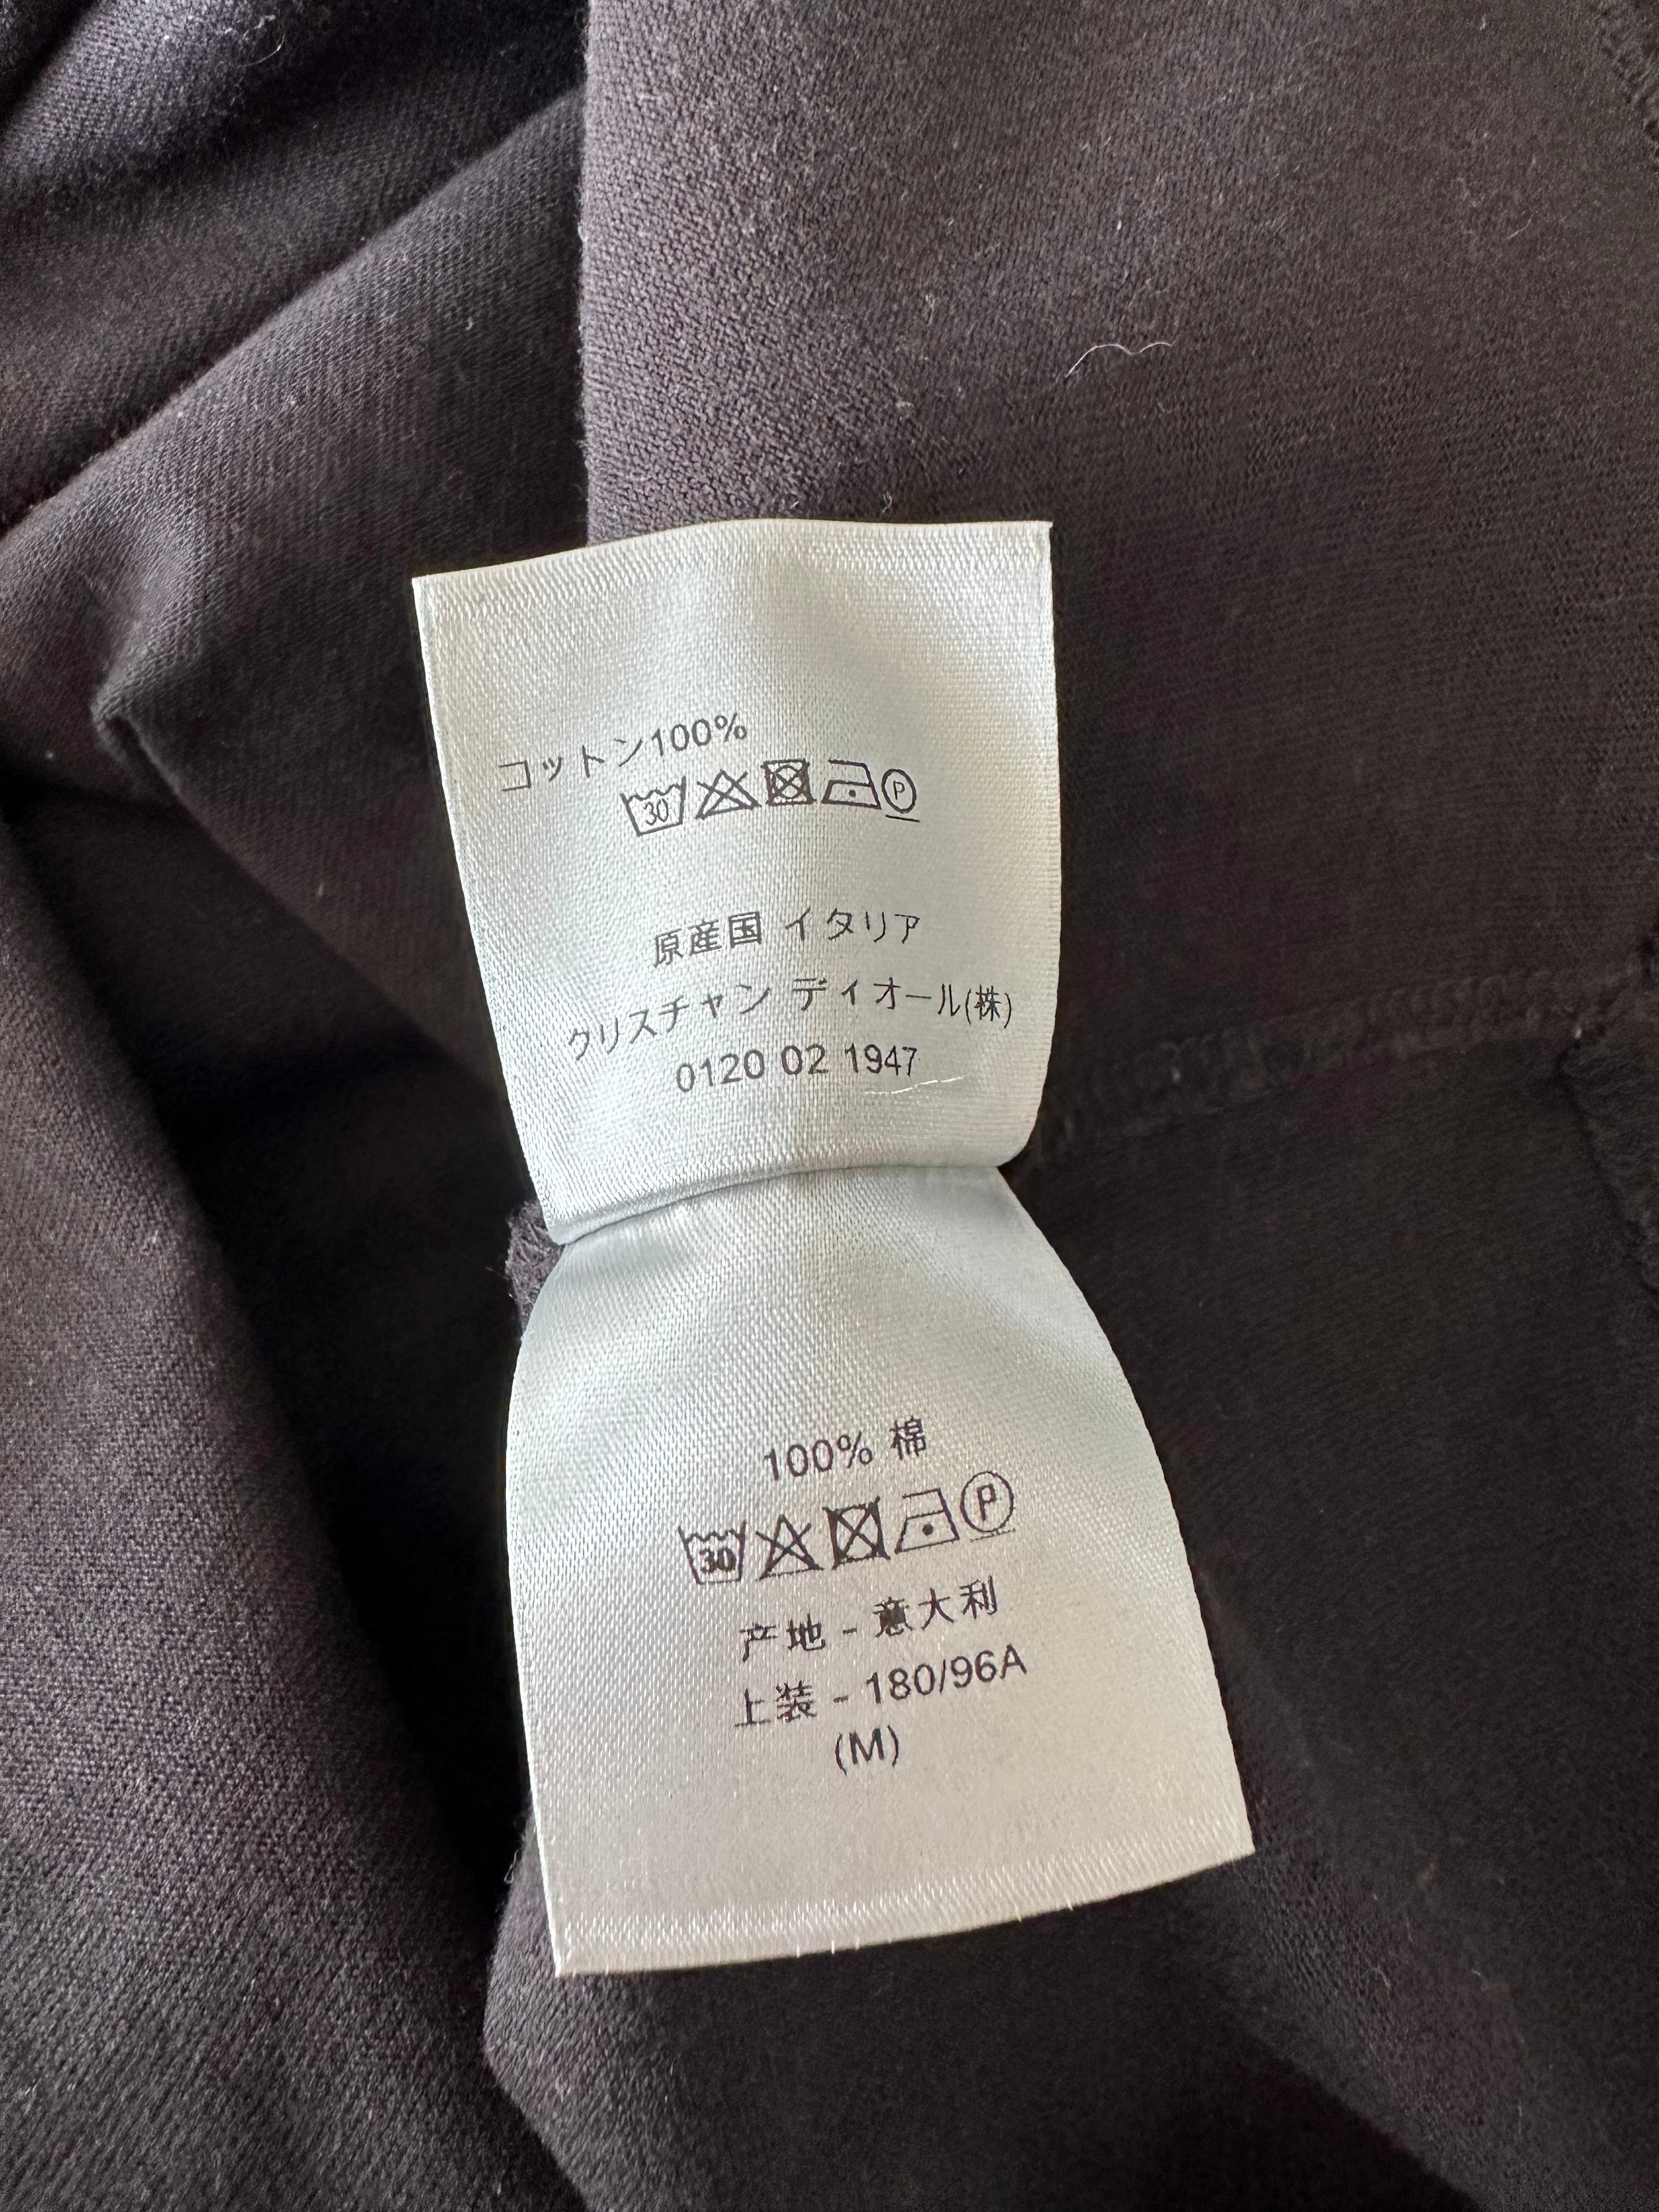 コットン100%
30 P
原産国 イタリア
クリスチャン ディオール(株)
0120 02 1947
100% 棉
30 P
产地 - 意大利
上装 - 180/96A
(M)